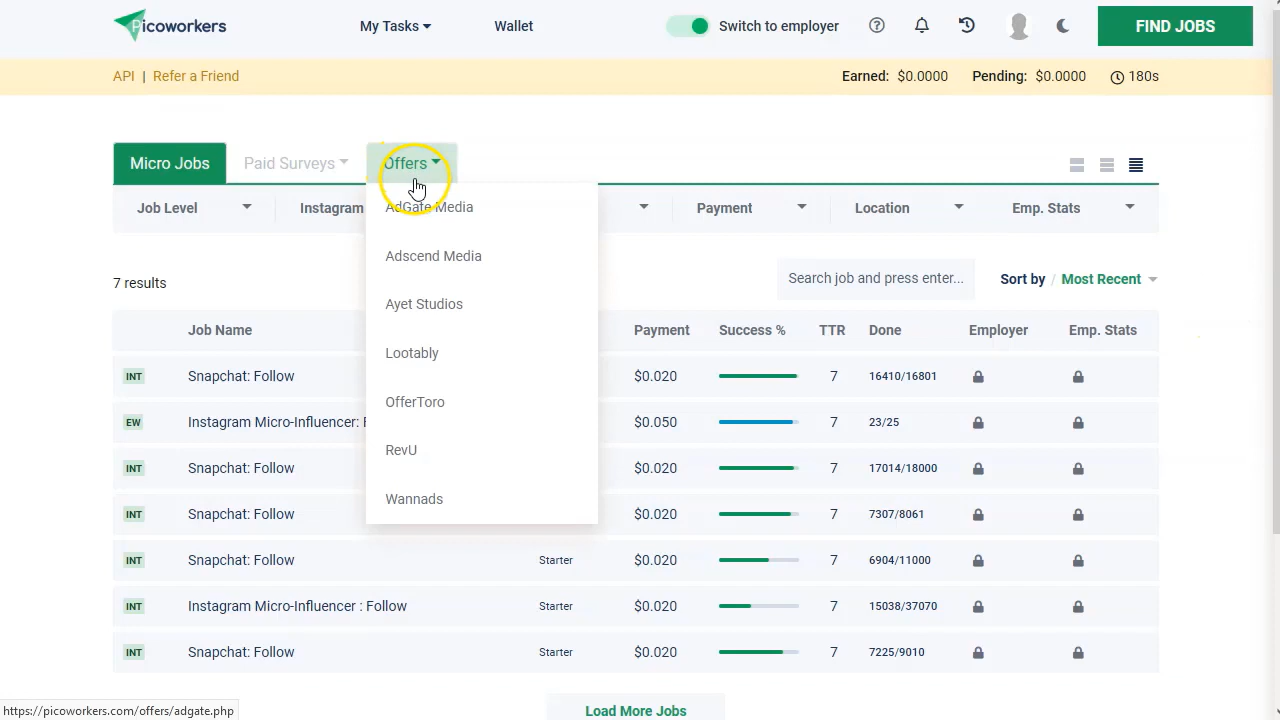 Picoworkers
My Tasks
Wallet
Switch to employer
FIND JOBS
API | Refer a Friend
Earned: $0.0000 Pending: $0.0000 180s
Micro Jobs
Paid Surveys
Offers
Job Level
Instagram
Payment
Location
Emp. Stats
AdGate Media
Adscend Media
Ayet Studios
Lootably
OfferToro
RevU
Wannads
7 results
Search job and press enter...
Sort by / Most Recent
Job Name Payment Success % TTR Done Employer Emp. Stats
INT Snapchat: Follow $0.020 7 16410/16801
EW Instagram Micro-Influencer: $0.050 7 23/25
INT Snapchat: Follow $0.020 7 17014/18000
INT Snapchat: Follow $0.020 7 7307/8061
INT Snapchat: Follow Starter $0.020 7 6904/11000
INT Instagram Micro-Influencer : Follow Starter $0.020 7 15038/37070
INT Snapchat: Follow Starter $0.020 7 7225/9010
Load More Jobs
https://picoworkers.com/offers/adgate.php